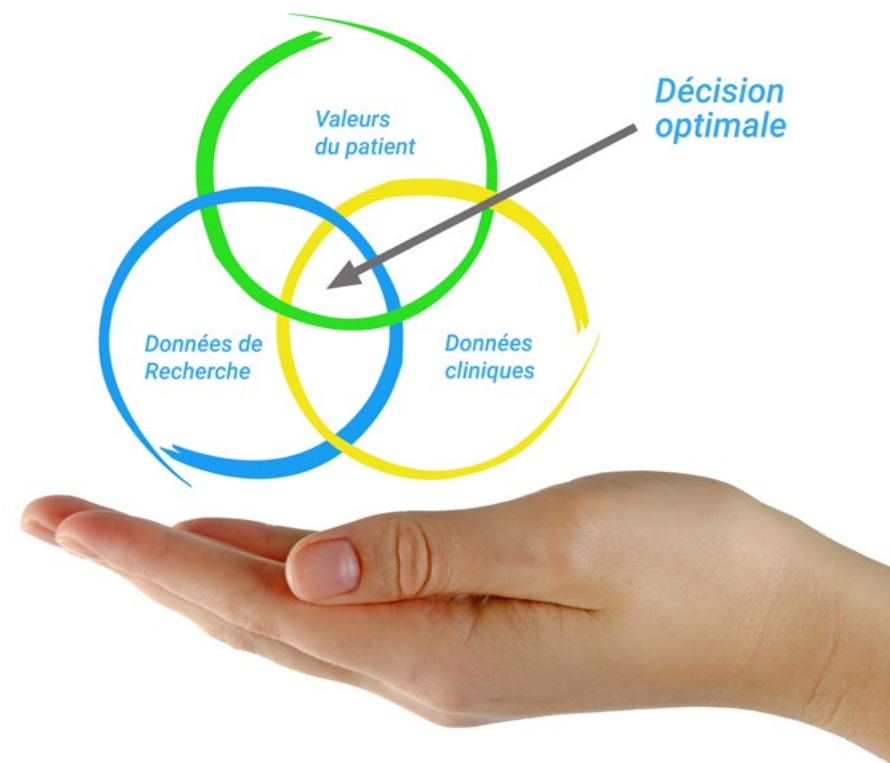 Valeurs
du patient
Décision
optimale
Données de
Recherche
Données
cliniques